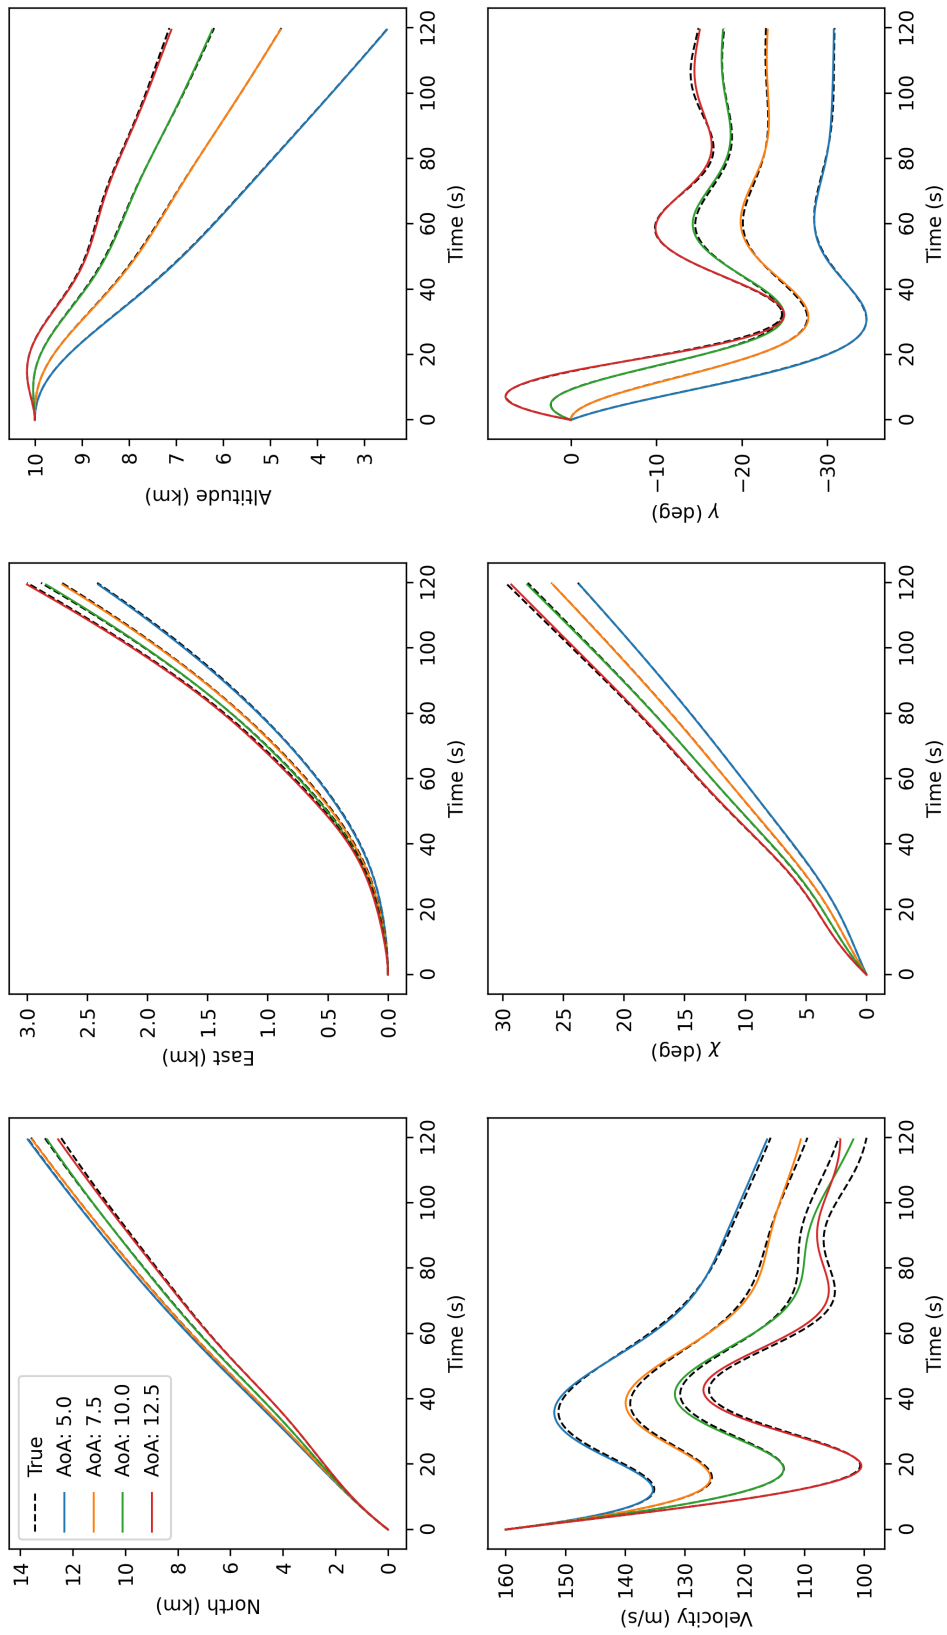 14
12
10
8
6
4
2
0
North (km)
True
AoA: 5.0
AoA: 7.5
AoA: 10.0
AoA: 12.5
0 20 40 60 80 100 120
Time (s)
3.0
2.5
2.0
1.5
1.0
0.5
0.0
East (km)
0 20 40 60 80 100 120
Time (s)
10
9
8
7
6
5
4
3
Altitude (km)
0 20 40 60 80 100 120
Time (s)
160
150
140
130
120
110
100
Velocity (m/s)
0 20 40 60 80 100 120
Time (s)
30
25
20
15
10
5
0
χ (deg)
0 20 40 60 80 100 120
Time (s)
0
−10
−20
−30
γ (deg)
0 20 40 60 80 100 120
Time (s)